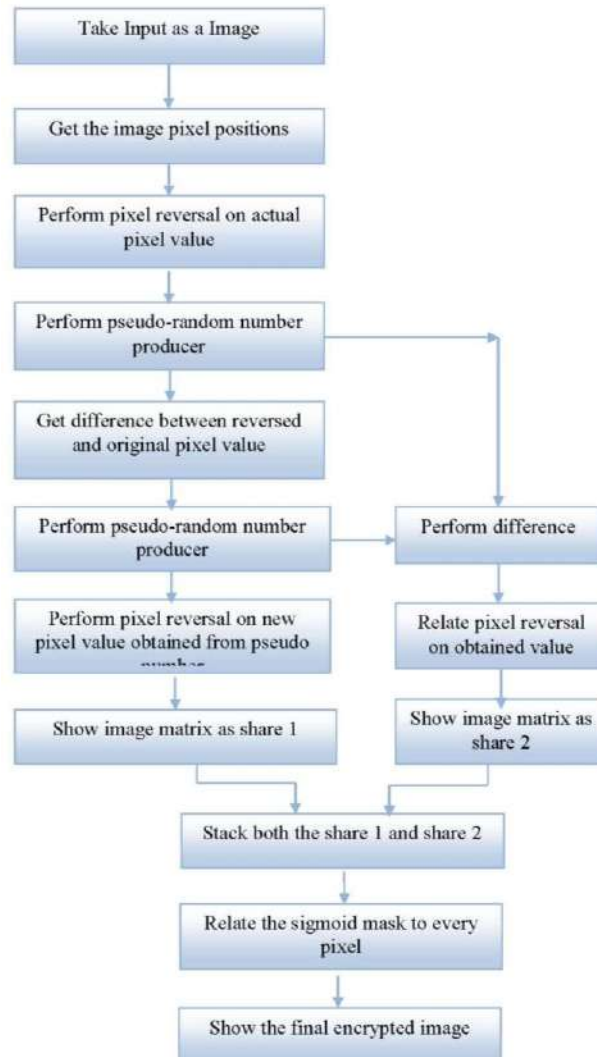 Take Input as a Image
Get the image pixel positions
Perform pixel reversal on actual
pixel value
Perform pseudo-random number
producer
Get difference between reversed
and original pixel value
Perform pseudo-random number
producer
Perform difference
Perform pixel reversal on new
pixel value obtained from pseudo
number
Relate pixel reversal
on obtained value
Show image matrix as share 1
Show image matrix as
share 2
Stack both the share 1 and share 2
Relate the sigmoid mask to every
pixel
Show the final encrypted image